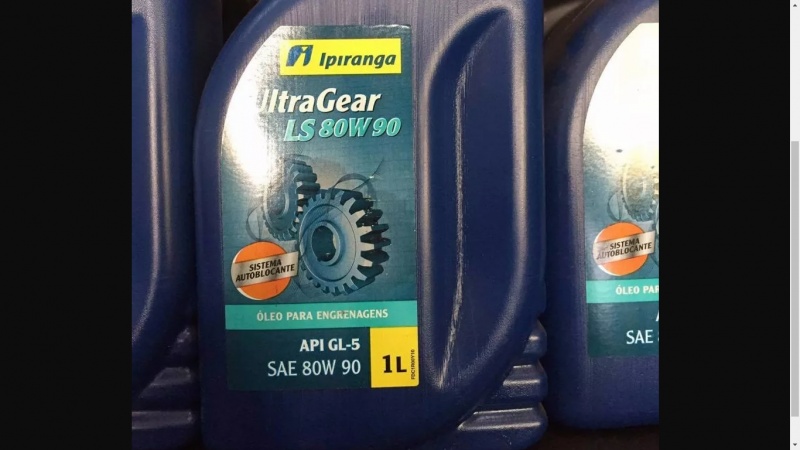 Ipiranga
UltraGear
LS 80W 90
SISTEMA
AUTOBLOCANTE
ÓLEO PARA ENGRENAGENS
API GL-5
SAE 80W 90
1L
SISTEMA
AUTOBLOCANTE
ÓLEO PA
SAE